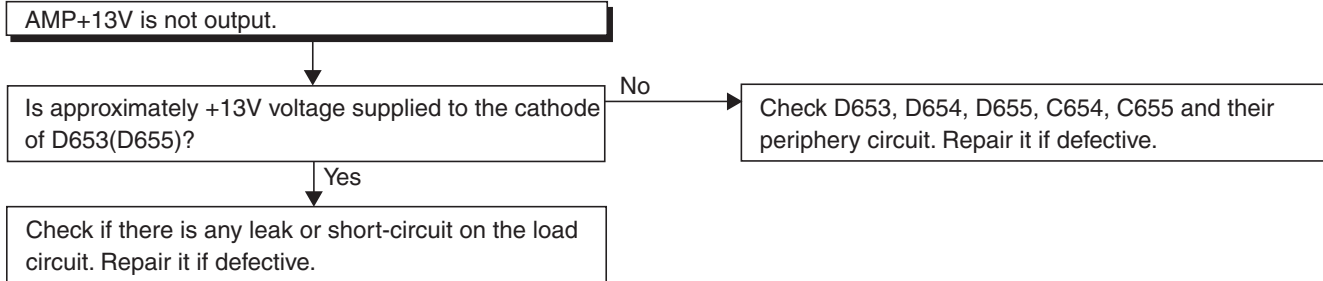 AMP+13V is not output.
Is approximately +13V voltage supplied to the cathode
of D653(D655)?
No
Check D653, D654, D655, C654, C655 and their
periphery circuit. Repair it if defective.
Yes
Check if there is any leak or short-circuit on the load
circuit. Repair it if defective.